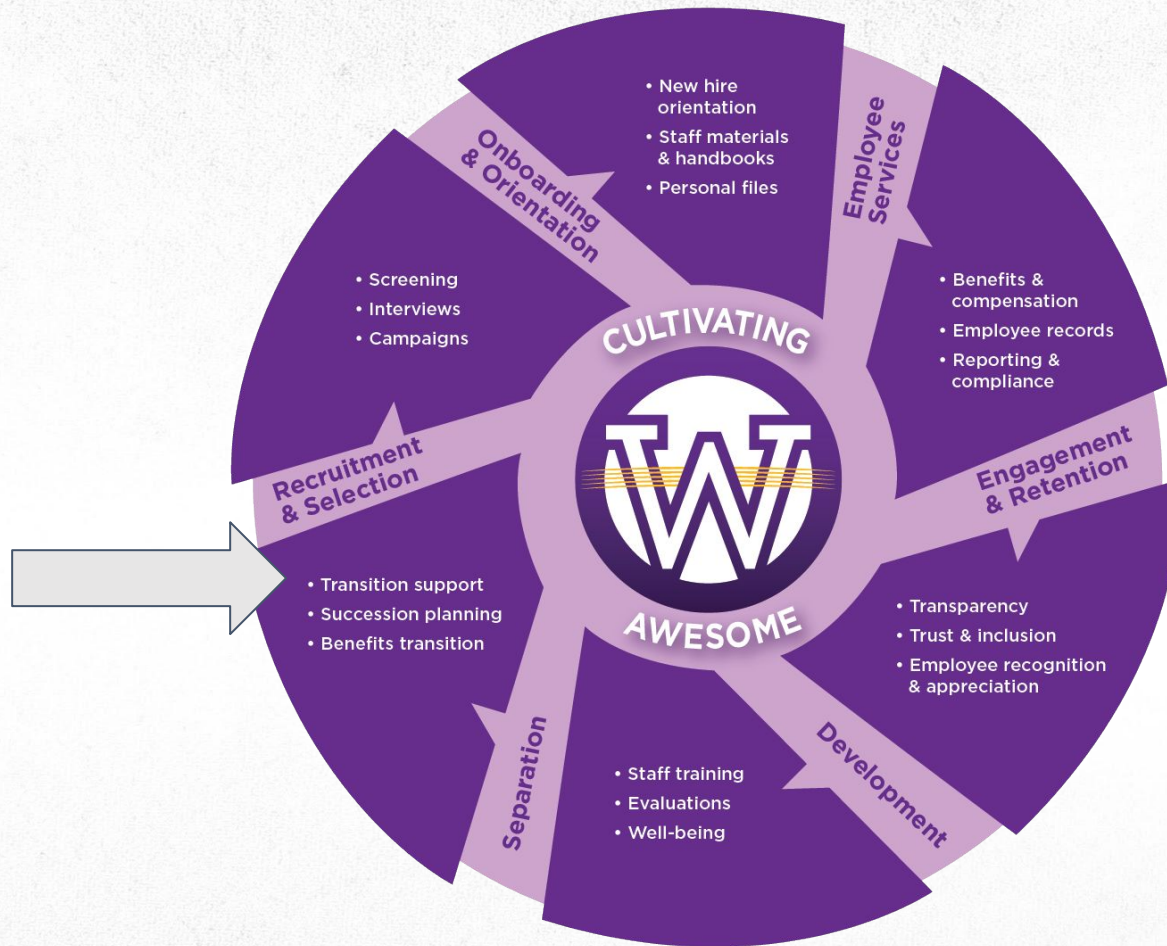 • New hire
orientation
• Staff materials
& handbooks
• Personal files
Employee
Services
• Benefits &
compensation
• Employee records
• Reporting &
compliance
Engagement
& Retention
• Transparency
• Trust & inclusion
• Employee recognition
& appreciation
Development
• Staff training
• Evaluations
• Well-being
Separation
• Transition support
• Succession planning
• Benefits transition
Recruitment
& Selection
• Screening
• Interviews
• Campaigns
Onboarding
& Orientation
CULTIVATING
W
AWESOME